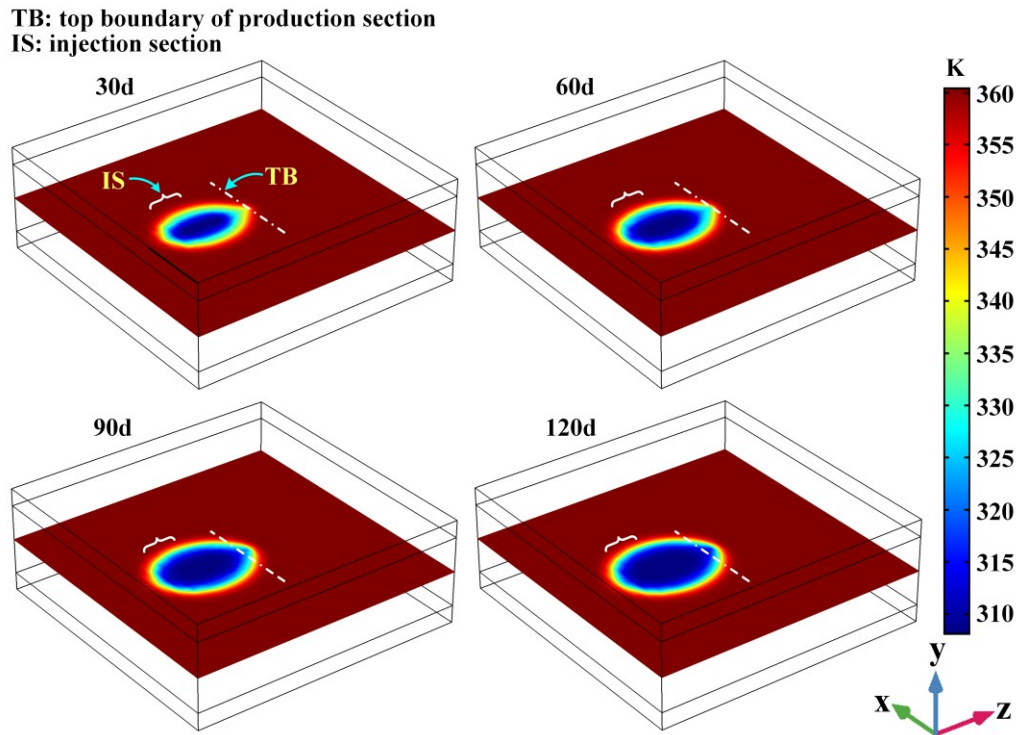 TB: top boundary of production section
IS: injection section
30d
60d
K
IS
TB
360
355
350
345
340
335
330
325
320
315
310
90d
120d
y
x
z